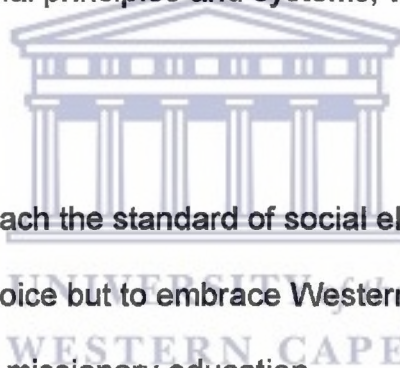 principles and systems,
ach the standard of social el
UNIVERSITY of the
oice but to embrace Western
WESTERN CAPE
missionary education